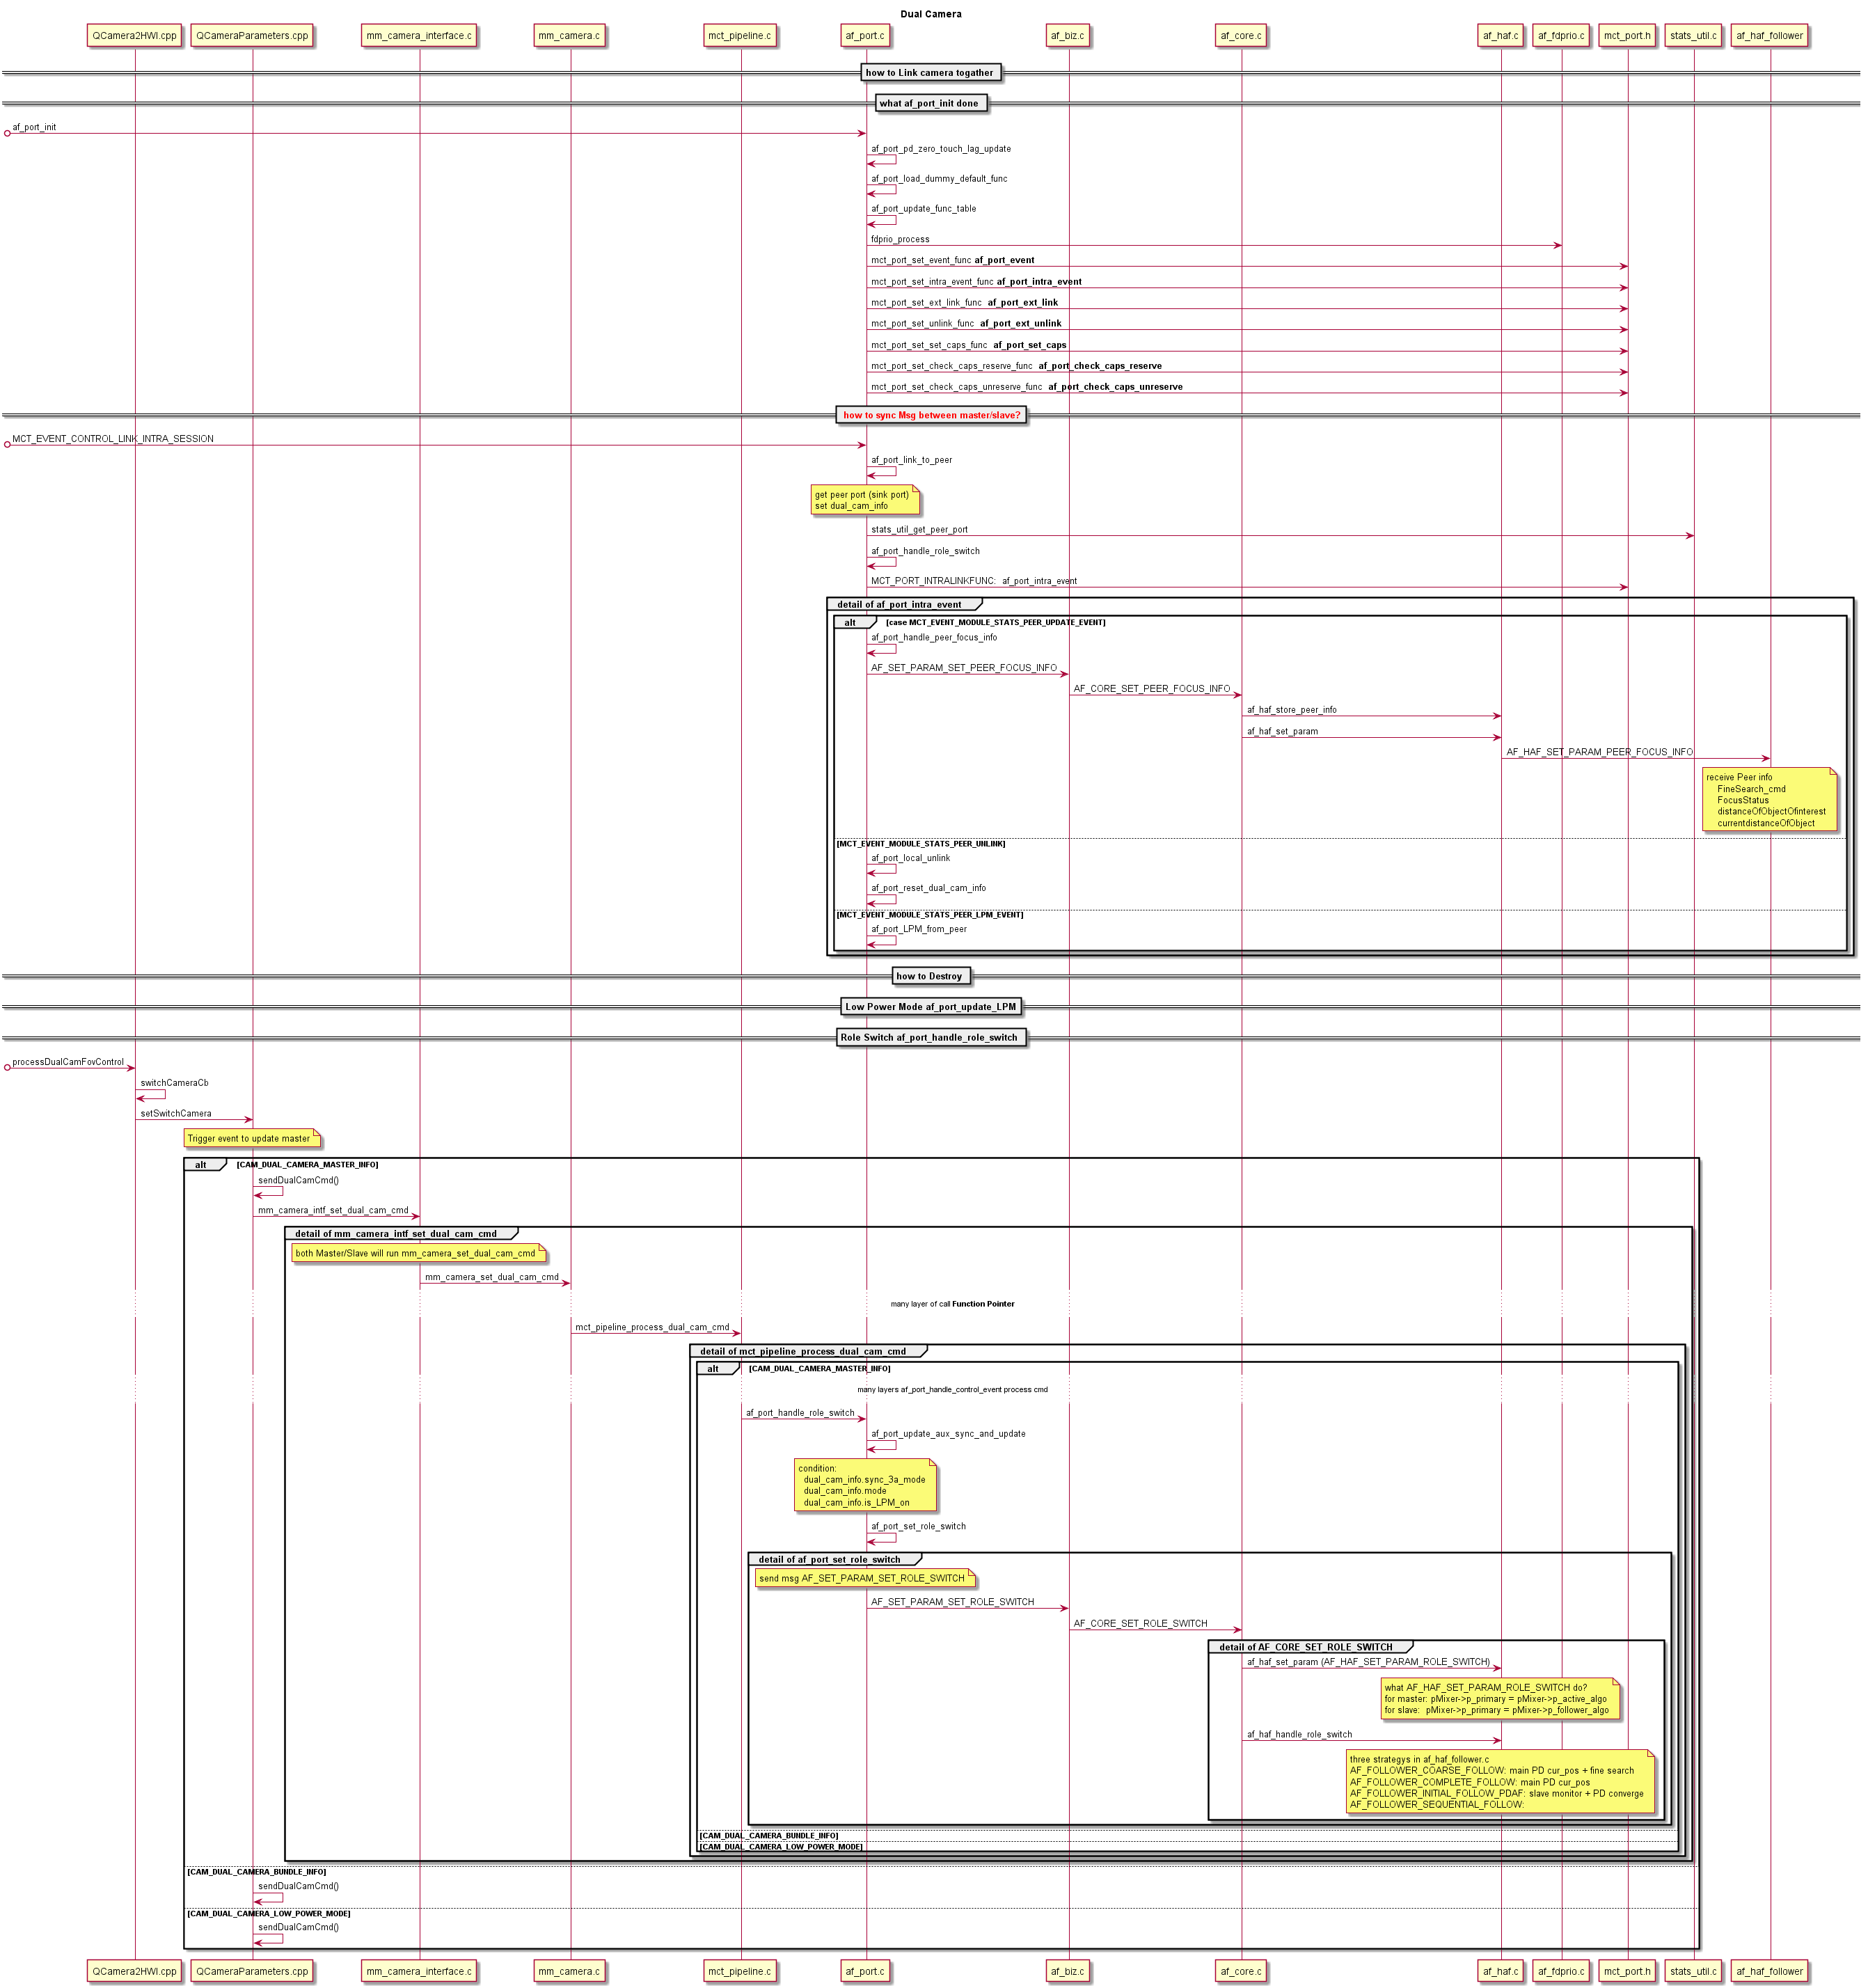 Dual Camera
QCamera2HWI.cpp QCameraParameters.cpp mm_camera_interface.c mm_camera.c mct_pipeline.c af_port.c af_biz.c af_core.c af_haf.c af_fdprio.c mct_port.h stats_util.c af_haf_follower
how to Link camera togather
what af_port_init done
af_port_init
af_port_pd_zero_touch_lag_update
af_port_load_dummy_default_func
af_port_update_func_table
fdprio_process
mct_port_set_event_func af_port_event
mct_port_set_intra_event_func af_port_intra_event
mct_port_set_ext_link_func af_port_ext_link
mct_port_set_unlink_func af_port_ext_unlink
mct_port_set_set_caps_func af_port_set_caps
mct_port_set_check_caps_reserve_func af_port_check_caps_reserve
mct_port_set_check_caps_unreserve_func af_port_check_caps_unreserve
how to sync Msg between master/slave?
MCT_EVENT_CONTROL_LINK_INTRA_SESSION
af_port_link_to_peer
get peer port (sink port)
set dual_cam_info
stats_util_get_peer_port
af_port_handle_role_switch
MCT_PORT_INTRALINKFUNC: af_port_intra_event
detail of af_port_intra_event
alt [case MCT_EVENT_MODULE_STATS_PEER_UPDATE_EVENT]
af_port_handle_peer_focus_info
AF_SET_PARAM_SET_PEER_FOCUS_INFO
AF_CORE_SET_PEER_FOCUS_INFO
af_haf_store_peer_info
af_haf_set_param
AF_HAF_SET_PARAM_PEER_FOCUS_INFO
receive Peer info
FineSearch_cmd
FocusStatus
distanceOfObjectOfinterest
currentdistanceOfObject
[MCT_EVENT_MODULE_STATS_PEER_UNLINK]
af_port_local_unlink
af_port_reset_dual_cam_info
[MCT_EVENT_MODULE_STATS_PEER_LPM_EVENT]
af_port_LPM_from_peer
how to Destroy
Low Power Mode af_port_update_LPM
Role Switch af_port_handle_role_switch
processDualCamFovControl
switchCameraCb
setSwitchCamera
Trigger event to update master
alt [CAM_DUAL_CAMERA_MASTER_INFO]
sendDualCamCmd()
mm_camera_intf_set_dual_cam_cmd
detail of mm_camera_intf_set_dual_cam_cmd
both Master/Slave will run mm_camera_set_dual_cam_cmd
mm_camera_set_dual_cam_cmd
many layer of call Function Pointer
mct_pipeline_process_dual_cam_cmd
detail of mct_pipeline_process_dual_cam_cmd
alt [CAM_DUAL_CAMERA_MASTER_INFO]
many layers af_port_handle_control_event process cmd
af_port_handle_role_switch
af_port_update_aux_sync_and_update
condition:
dual_cam_info.sync_3a_mode
dual_cam_info.mode
dual_cam_info.is_LPM_on
af_port_set_role_switch
detail of af_port_set_role_switch
send msg AF_SET_PARAM_SET_ROLE_SWITCH
AF_SET_PARAM_SET_ROLE_SWITCH
AF_CORE_SET_ROLE_SWITCH
detail of AF_CORE_SET_ROLE_SWITCH
af_haf_set_param (AF_HAF_SET_PARAM_ROLE_SWITCH)
what AF_HAF_SET_PARAM_ROLE_SWITCH do?
for master: pMixer->p_primary = pMixer->p_active_algo
for slave: pMixer->p_primary = pMixer->p_follower_algo
af_haf_handle_role_switch
three strategys in af_haf_follower.c
AF_FOLLOWER_COARSE_FOLLOW: main PD cur_pos + fine search
AF_FOLLOWER_COMPLETE_FOLLOW: main PD cur_pos
AF_FOLLOWER_INITIAL_FOLLOW_PDAF: slave monitor + PD converge
AF_FOLLOWER_SEQUENTIAL_FOLLOW:
[CAM_DUAL_CAMERA_BUNDLE_INFO]
[CAM_DUAL_CAMERA_LOW_POWER_MODE]
[CAM_DUAL_CAMERA_BUNDLE_INFO]
sendDualCamCmd()
[CAM_DUAL_CAMERA_LOW_POWER_MODE]
sendDualCamCmd()
QCamera2HWI.cpp QCameraParameters.cpp mm_camera_interface.c mm_camera.c mct_pipeline.c af_port.c af_biz.c af_core.c af_haf.c af_fdprio.c mct_port.h stats_util.c af_haf_follower